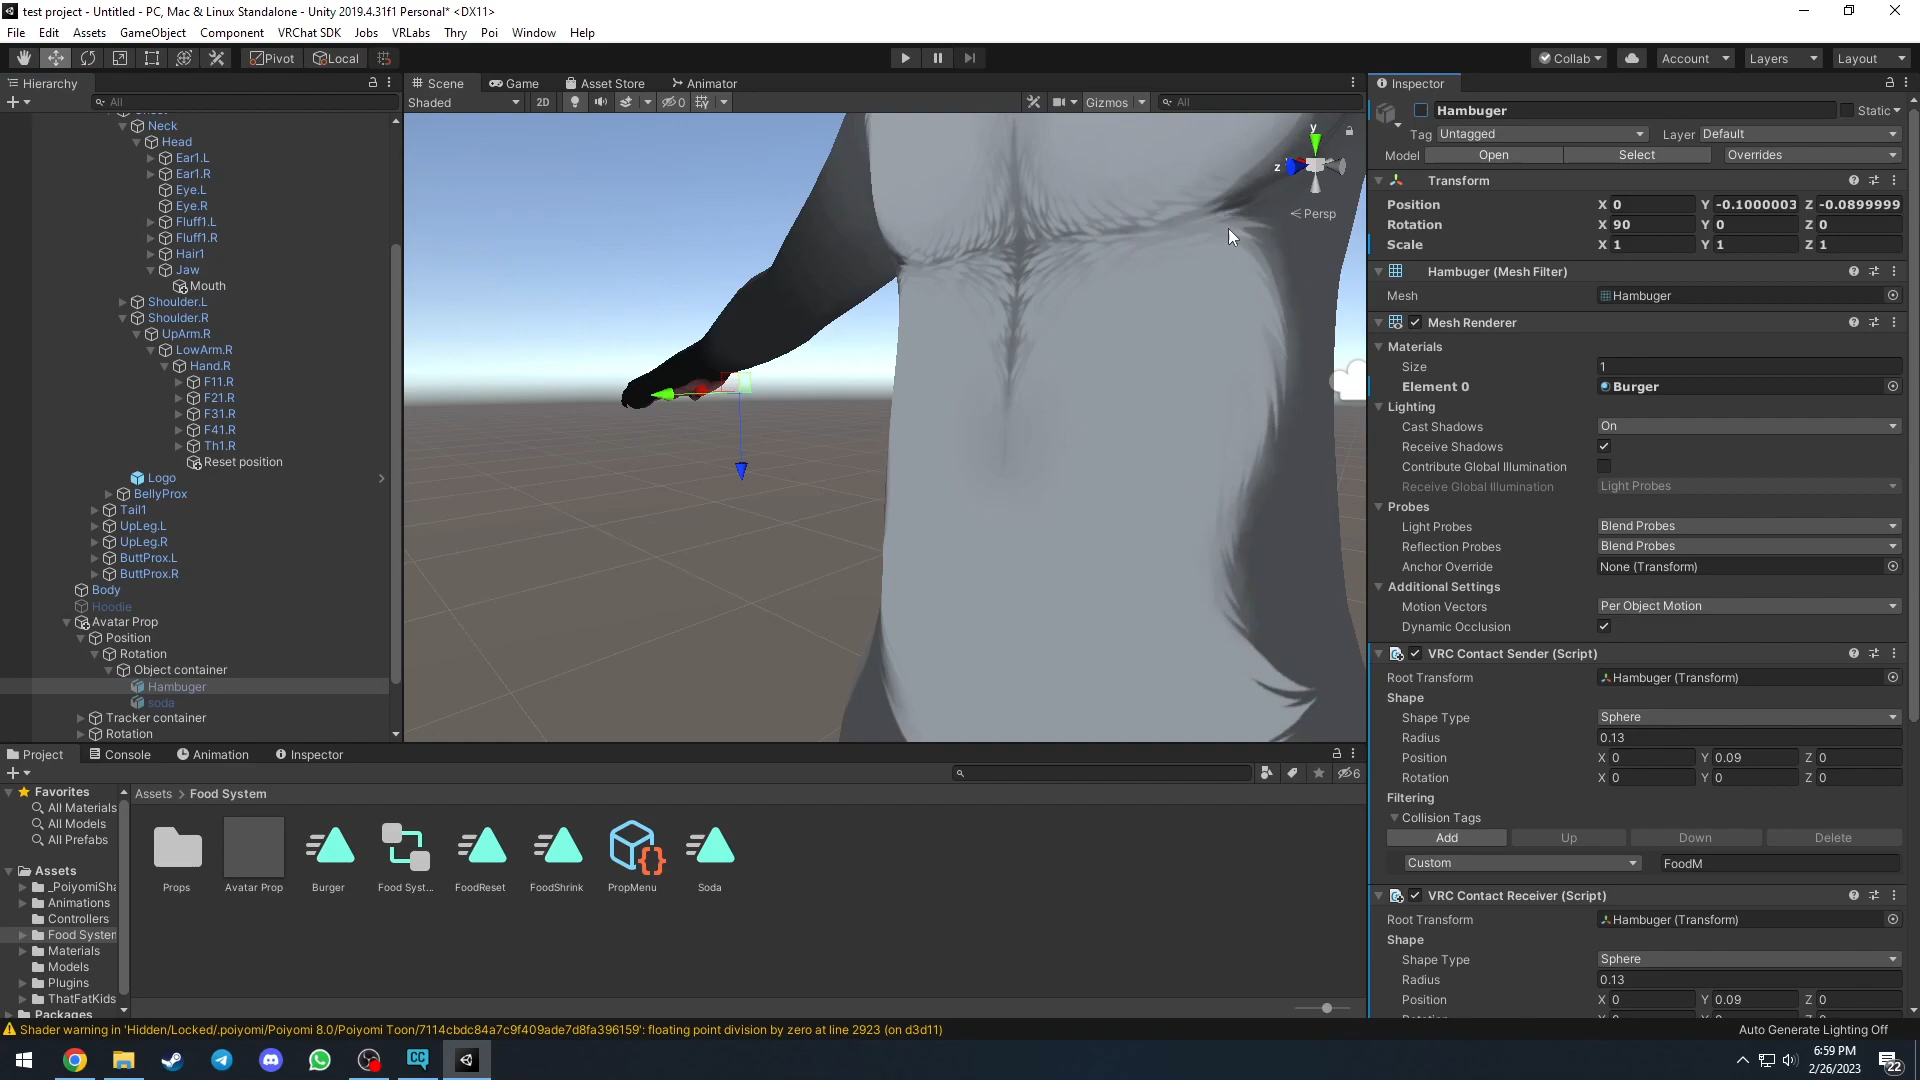 test project - Untitled - PC, Mac & Linux Standalone - Unity 2019.4.31f1 Personal* <DX11>
File Edit Assets GameObject Component VRChat SDK Jobs VRLabs Thry Poi Window Help
Pivot Local Collab Account Layers Layout
Hierarchy
All
Neck
Head
Ear1.L
Ear1.R
Eye.L
Eye.R
Fluff1.L
Fluff1.R
Hair1
Jaw
Mouth
Shoulder.L
Shoulder.R
UpArm.R
LowArm.R
Hand.R
F11.R
F21.R
F31.R
F41.R
Th1.R
Reset position
Logo
BellyProx
Tail1
UpLeg.L
UpLeg.R
ButtProx.L
ButtProx.R
Body
Hoodie
Avatar Prop
Position
Rotation
Object container
Hambuger
soda
Tracker container
Rotation
Scene Game Asset Store Animator
Shaded 2D 0 Gizmos All
y
z
Persp
Inspector
Hambuger Static
Tag Untagged Layer Default
Model Open Select Overrides
Transform
Position X 0 Y -0.1000003 Z -0.0899999
Rotation X 90 Y 0 Z 0
Scale X 1 Y 1 Z 1
Hambuger (Mesh Filter)
Mesh Hambuger
Mesh Renderer
Materials
Size 1
Element 0 Burger
Lighting
Cast Shadows On
Receive Shadows
Contribute Global Illumination
Receive Global Illumination Light Probes
Probes
Light Probes Blend Probes
Reflection Probes Blend Probes
Anchor Override None (Transform)
Additional Settings
Motion Vectors Per Object Motion
Dynamic Occlusion
VRC Contact Sender (Script)
Root Transform Hambuger (Transform)
Shape
Shape Type Sphere
Radius 0.13
Position X 0 Y 0.09 Z 0
Rotation X 0 Y 0 Z 0
Filtering
Collision Tags
Add Up Down Delete
Custom FoodM
VRC Contact Receiver (Script)
Root Transform Hambuger (Transform)
Shape
Shape Type Sphere
Radius 0.13
Position X 0 Y 0.09 Z 0
Project Console Animation Inspector
6
Favorites
All Materials
All Models
All Prefabs
Assets
_PoiyomiSha
Animations
Controllers
Food System
Materials
Models
Plugins
ThatFatKids
Packages
Assets > Food System
Props
Avatar Prop
Burger
Food Syst...
FoodReset
FoodShrink
PropMenu
Soda
Shader warning in 'Hidden/Locked/.poiyomi/Poiyomi 8.0/Poiyomi Toon/7114cbdc84a7c9f409ade7d8fa396159': floating point division by zero at line 2923 (on d3d11)
Auto Generate Lighting Off
CC
6:59 PM
2/26/2023
22